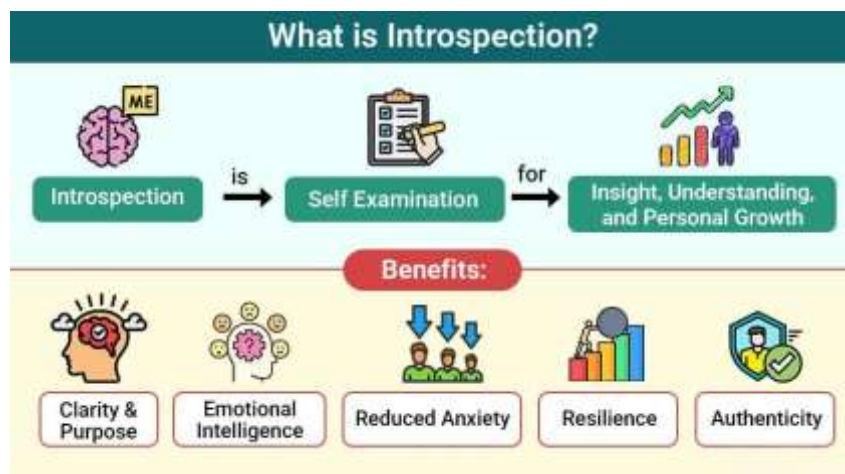 What is Introspection?
ME
Introspection
is
Self Examination
for
Insight, Understanding,
and Personal Growth
Benefits:
Clarity &
Purpose
Emotional
Intelligence
Reduced Anxiety
Resilience
Authenticity
?